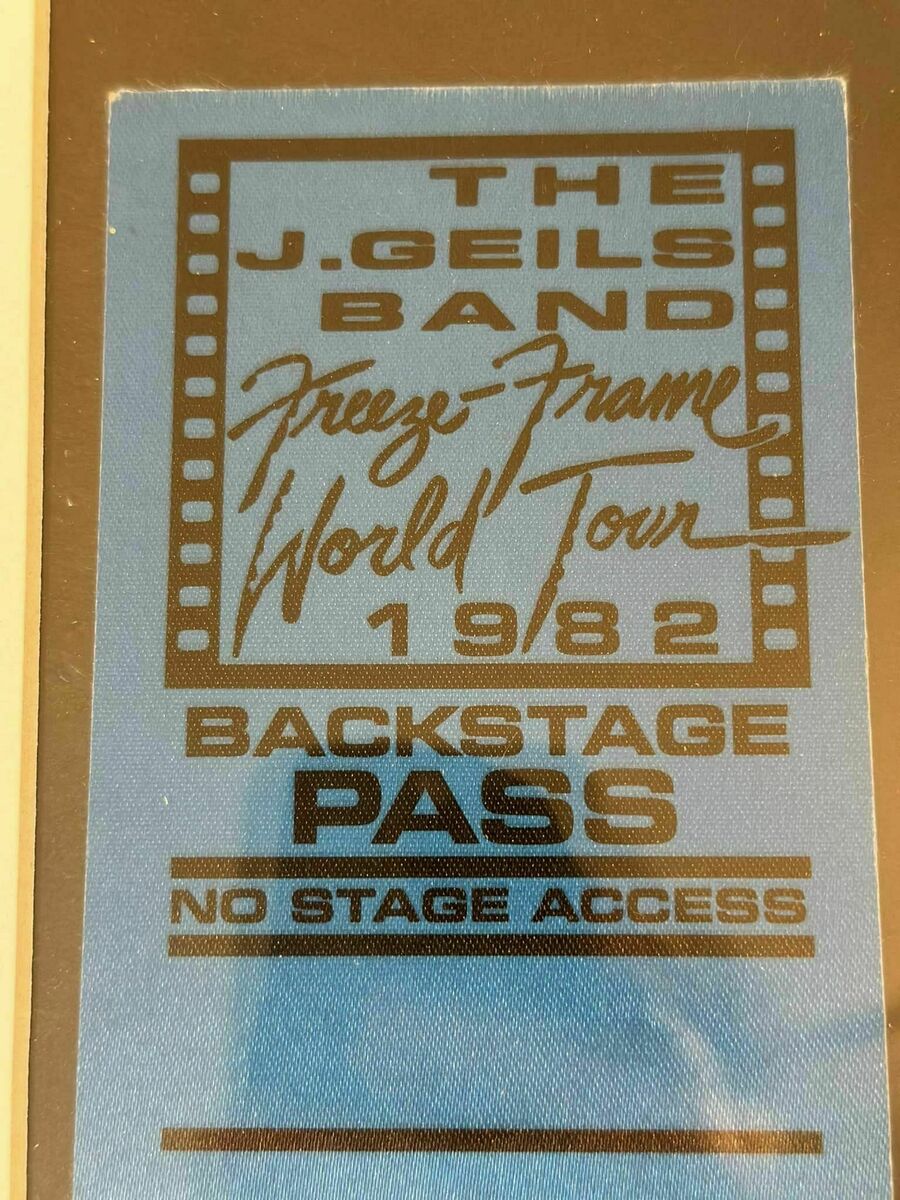 THE
J.GEILS
BAND
Freeze-Frame
World Tour
1982
BACKSTAGE
PASS
NO STAGE ACCESS